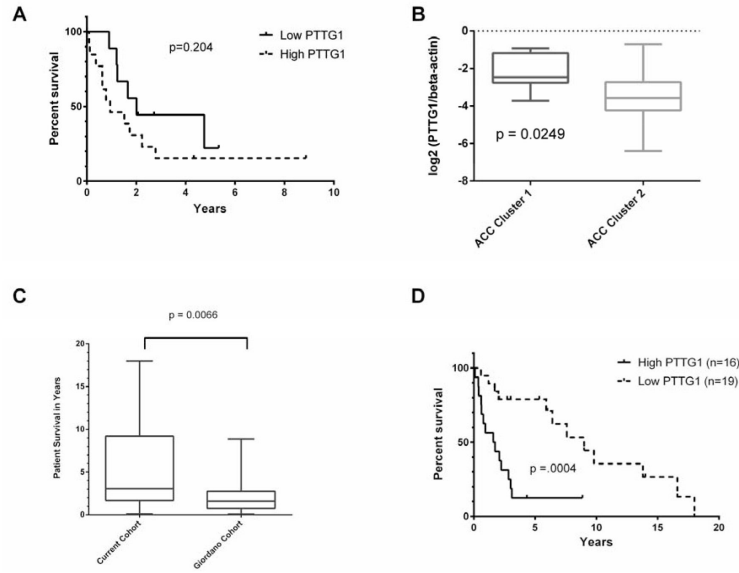 A
Low PTTG1
High PTTG1
p=0.204
Percent survival
100
50
0
0 2 4 6 8 10
Years
B
log2 (PTTG1/beta-actin)
0
-2
-4
-6
-8
p = 0.0249
ACC Cluster 1
ACC Cluster 2
C
p = 0.0066
Patient Survival in Years
20
15
10
5
0
Current Cohort
Giordano Cohort
D
High PTTG1 (n=16)
Low PTTG1 (n=19)
p =.0004
Percent survival
100
50
0
0 5 10 15 20
Years